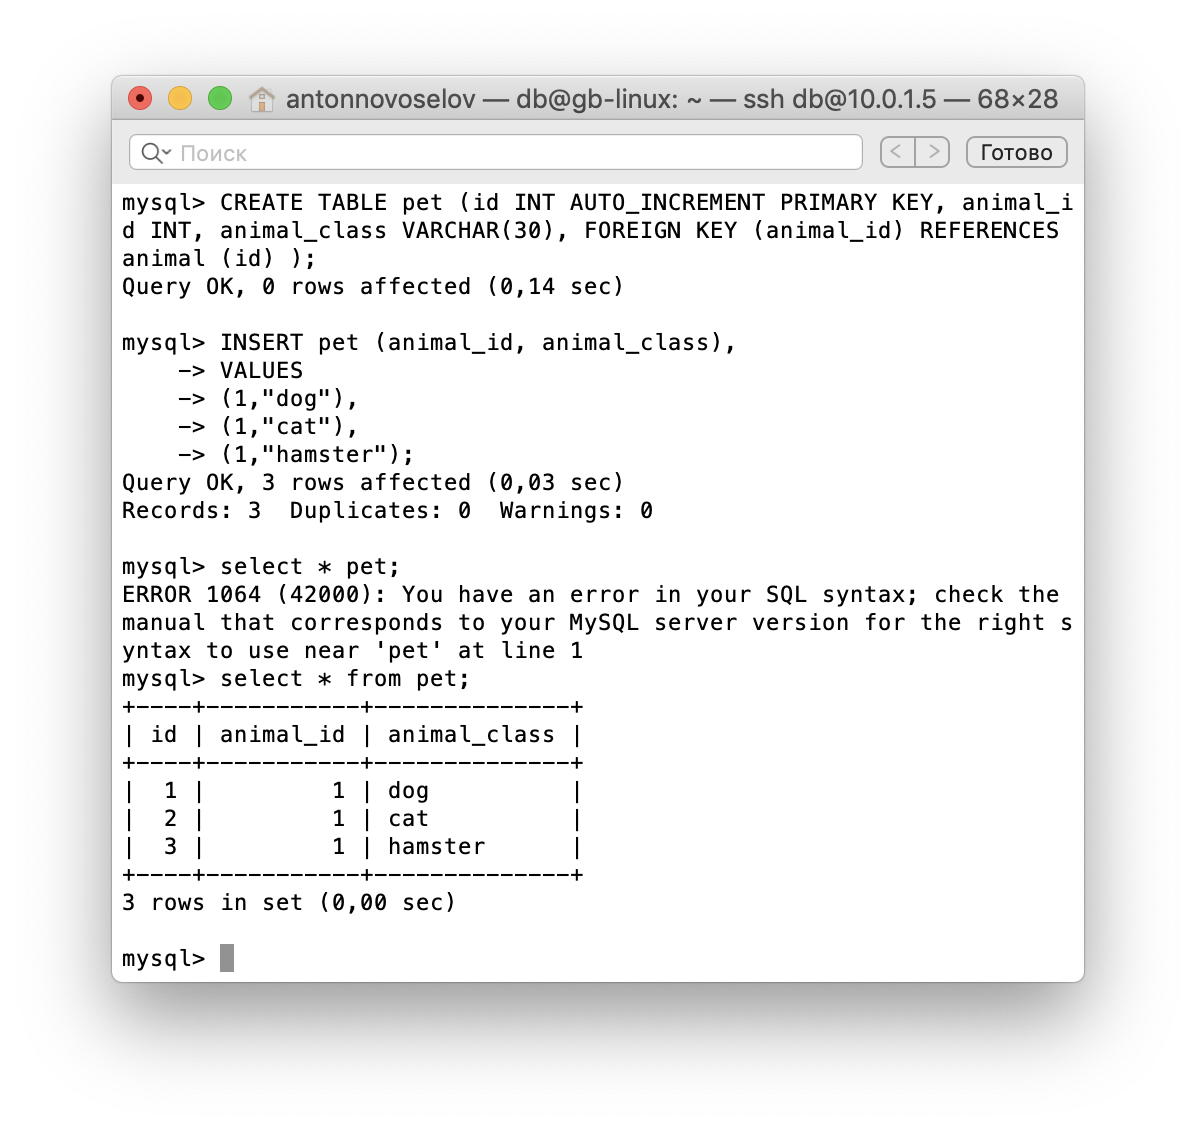 antonnovoselov — db@gb-linux: ~ — ssh db@10.0.1.5 — 68×28
Поиск
< > Готово
mysql> CREATE TABLE pet (id INT AUTO_INCREMENT PRIMARY KEY, animal_i
d INT, animal_class VARCHAR(30), FOREIGN KEY (animal_id) REFERENCES
animal (id) );
Query OK, 0 rows affected (0,14 sec)
mysql> INSERT pet (animal_id, animal_class),
    -> VALUES
    -> (1,"dog"),
    -> (1,"cat"),
    -> (1,"hamster");
Query OK, 3 rows affected (0,03 sec)
Records: 3  Duplicates: 0  Warnings: 0
mysql> select * pet;
ERROR 1064 (42000): You have an error in your SQL syntax; check the
manual that corresponds to your MySQL server version for the right s
yntax to use near 'pet' at line 1
mysql> select * from pet;
+----+-----------+--------------+
| id | animal_id | animal_class |
+----+-----------+--------------+
|  1 |         1 | dog          |
|  2 |         1 | cat          |
|  3 |         1 | hamster      |
+----+-----------+--------------+
3 rows in set (0,00 sec)
mysql>